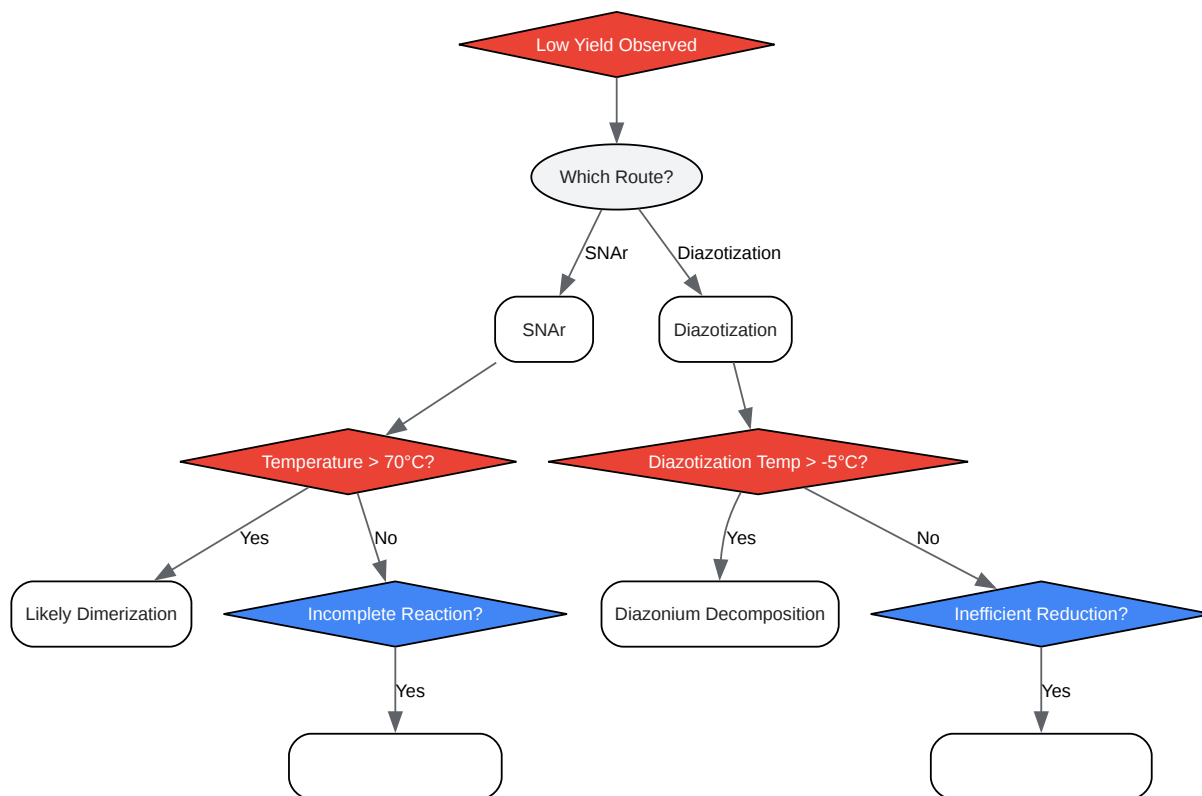 Low Yield Observed
Which Route?
SNAr
Diazotization
SNAr
Diazotization
Temperature > 70°C?
Diazotization Temp > -5°C?
Yes
No
Yes
No
Likely Dimerization
Incomplete Reaction?
Diazonium Decomposition
Inefficient Reduction?
Yes
Yes